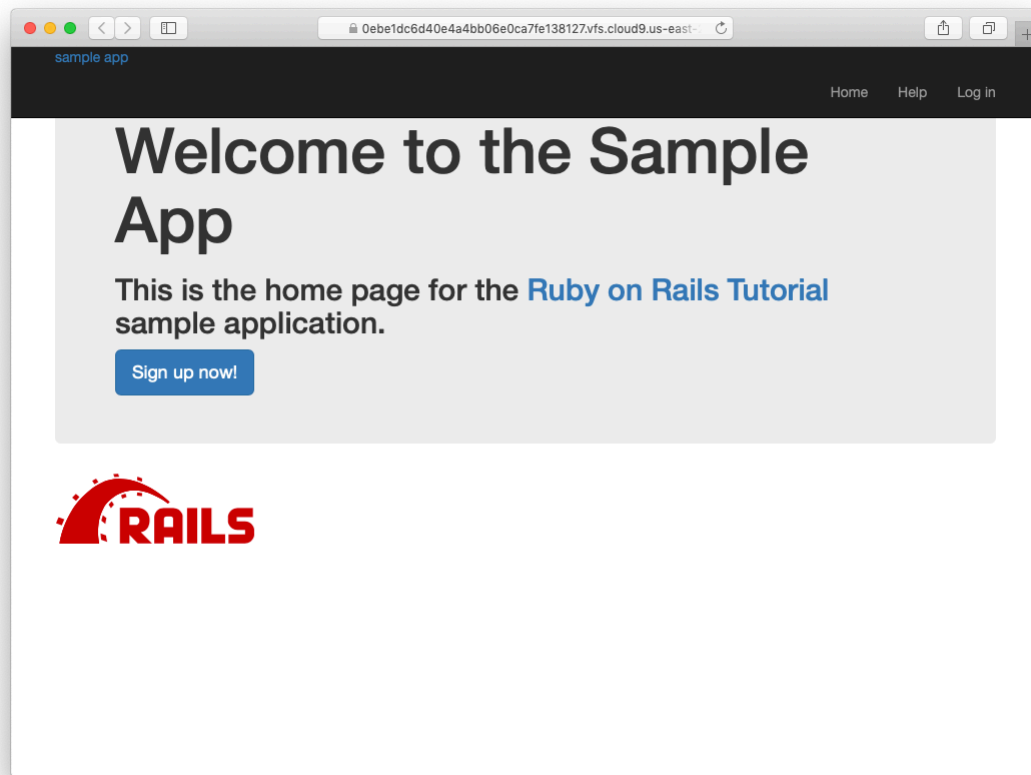 0ebe1dc6d40e4a4bb06e0ca7fe138127.vfs.cloud9.us-east-
sample app
Home Help Log in
Welcome to the Sample
App
This is the home page for the Ruby on Rails Tutorial
sample application.
Sign up now!
RAILS